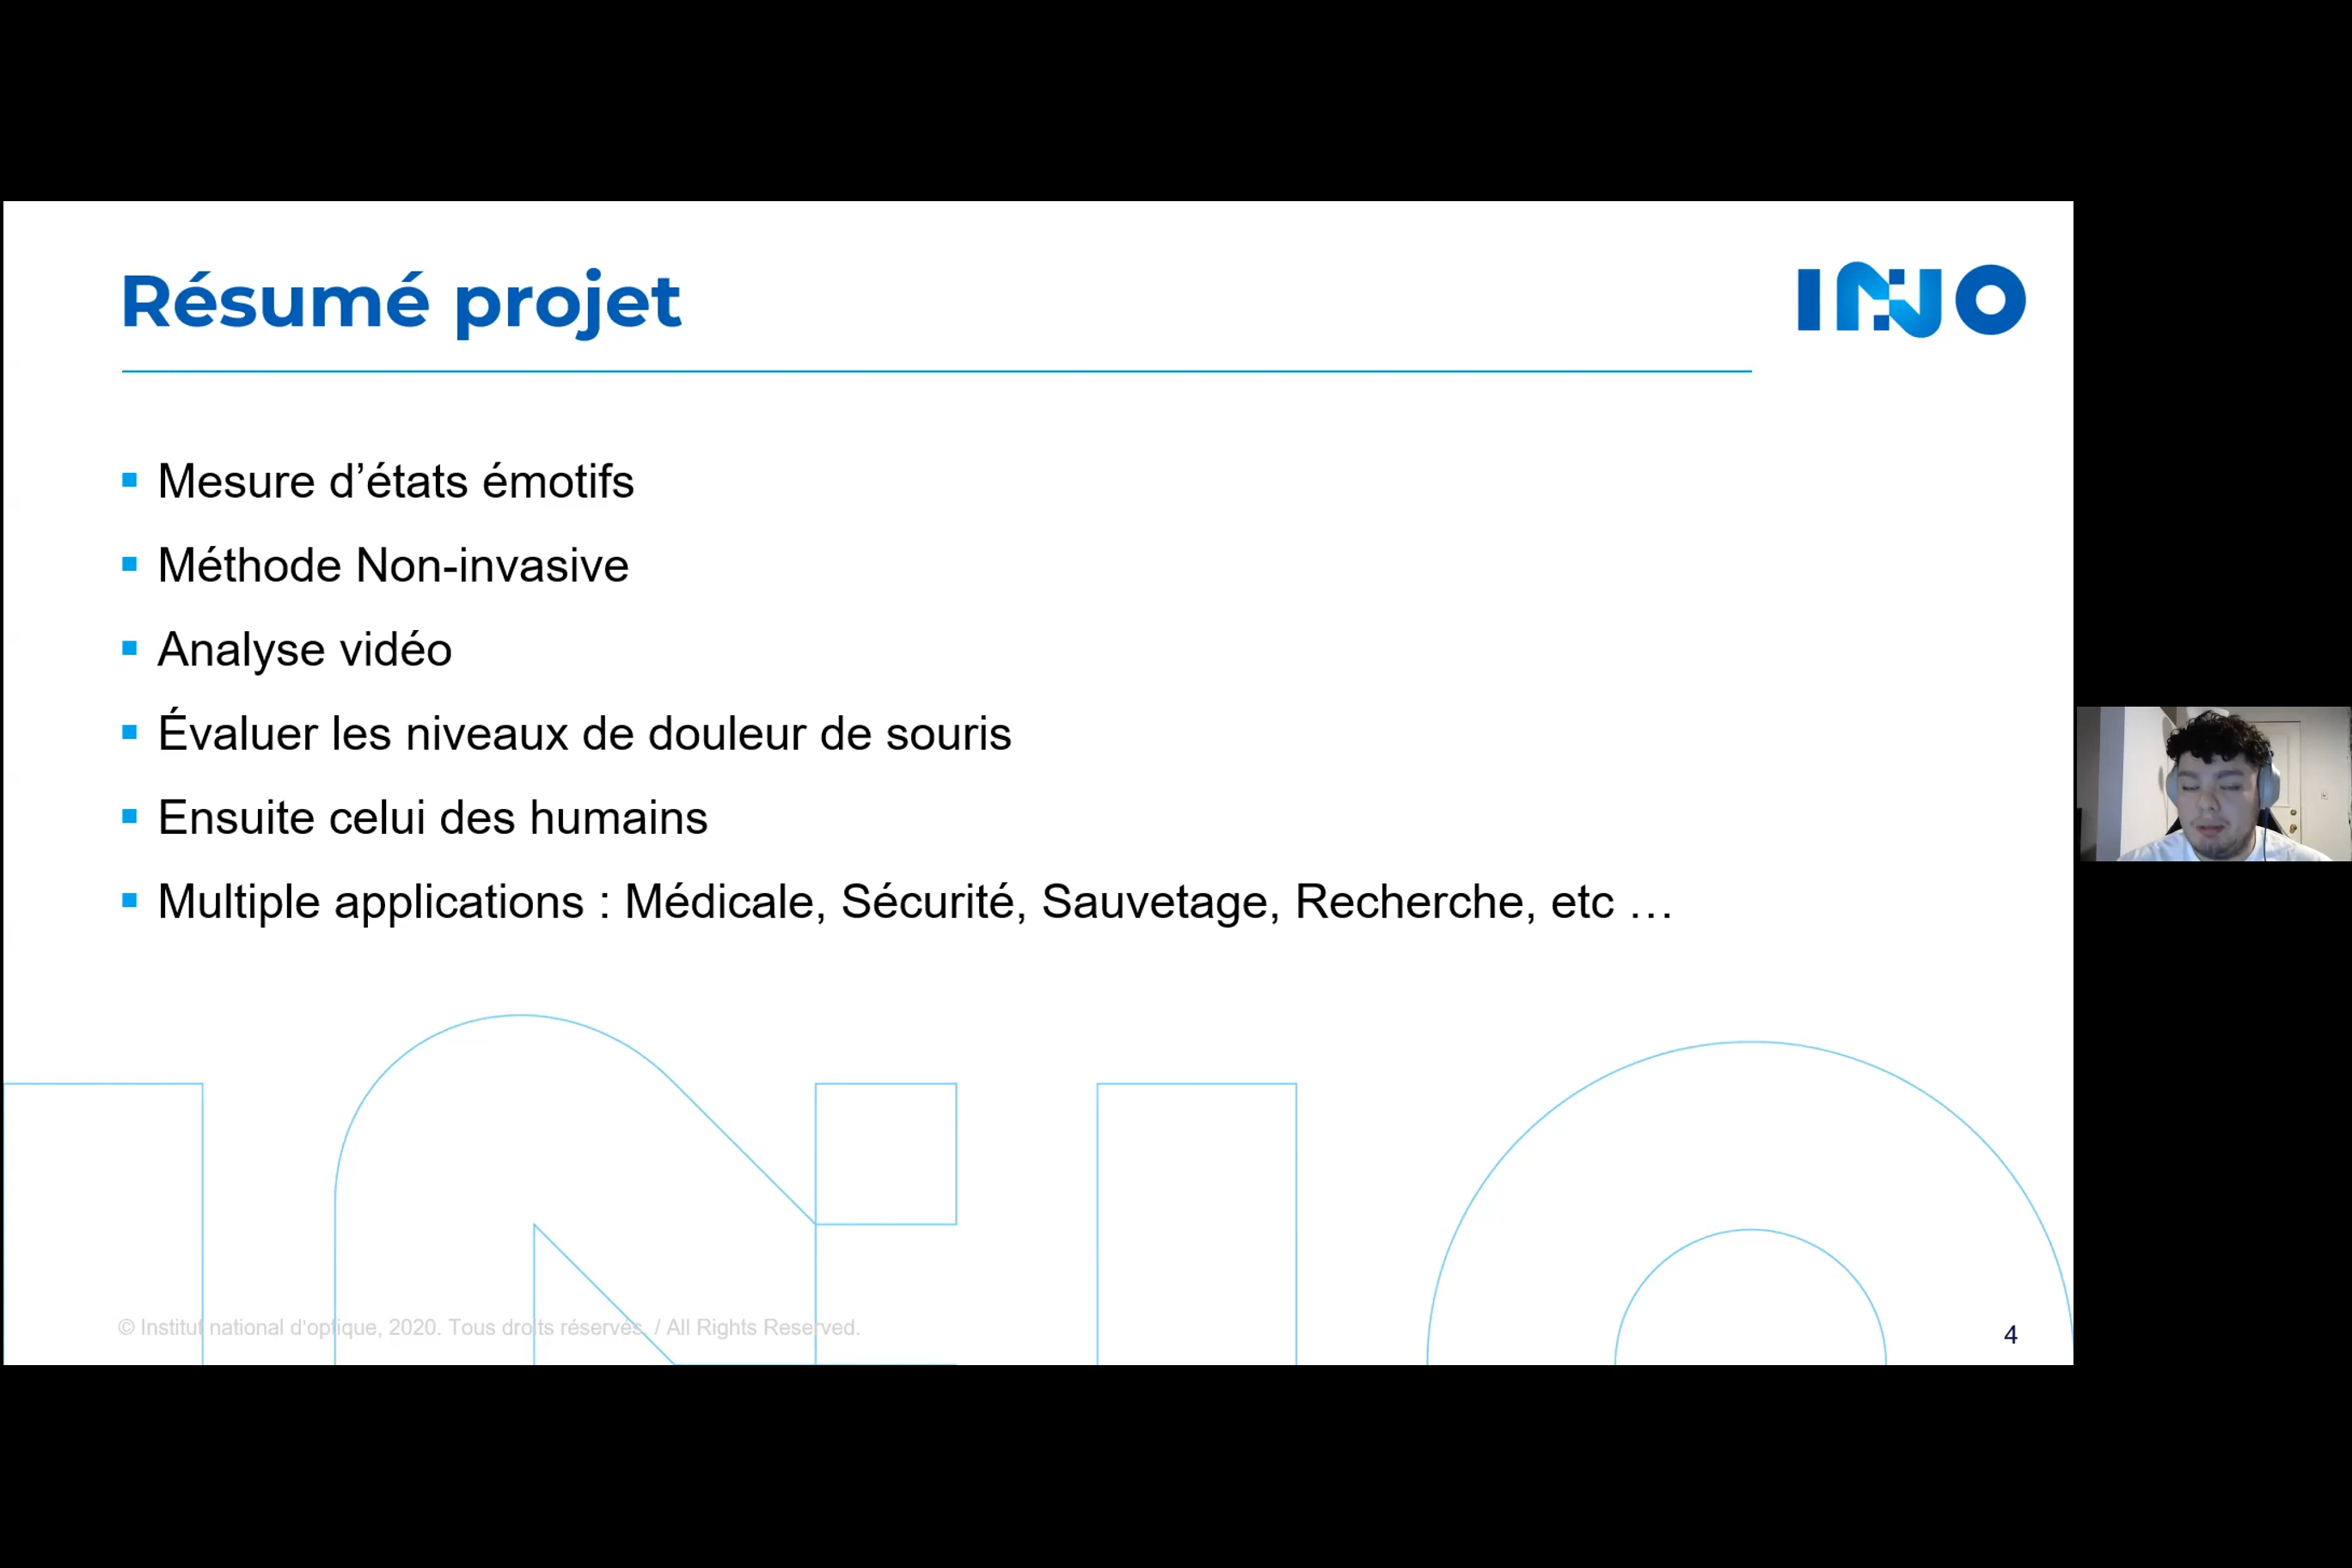 Résumé projet
INO
Mesure d’états émotifs
Méthode Non-invasive
Analyse vidéo
Évaluer les niveaux de douleur de souris
Ensuite celui des humains
Multiple applications : Médicale, Sécurité, Sauvetage, Recherche, etc …
© Institut national d’optique, 2020. Tous droits réservés. / All Rights Reserved.
4